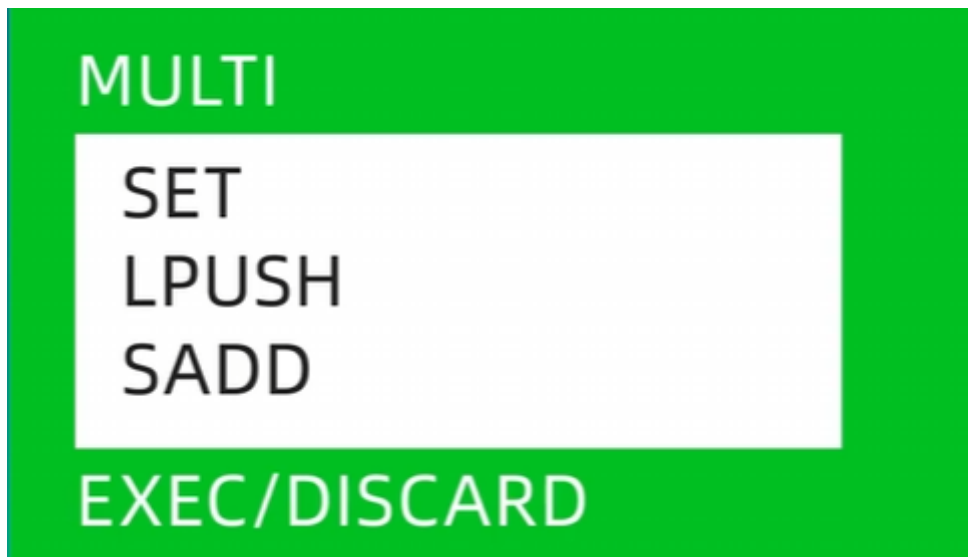 MULTI
SET
LPUSH
SADD
EXEC/DISCARD